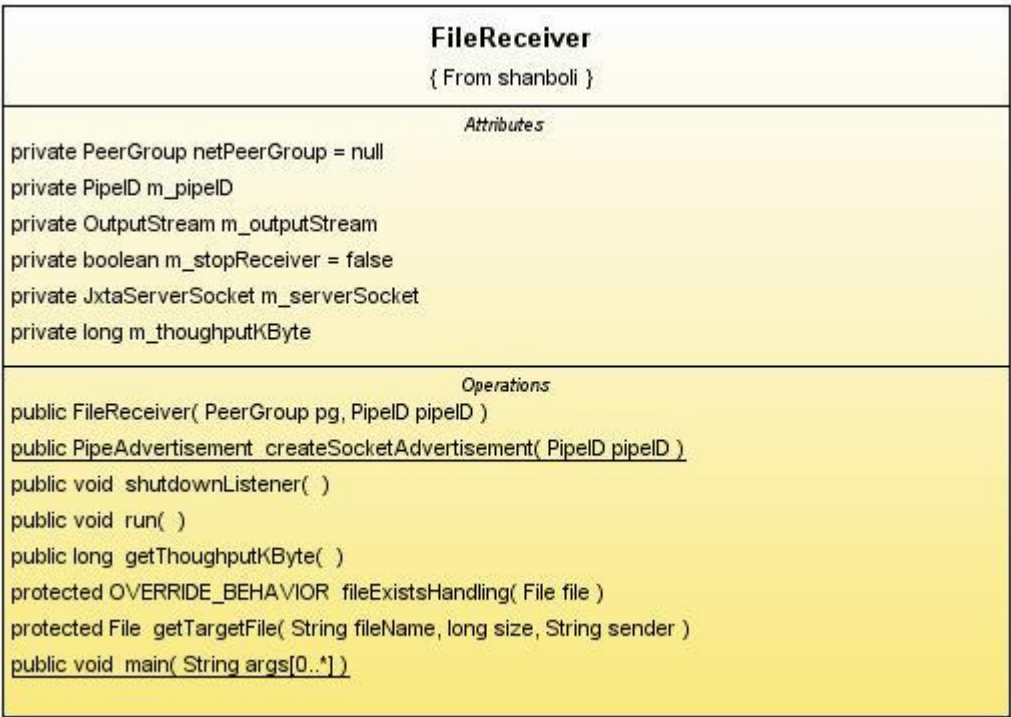 FileReceiver
{ From shanboli }
Attributes
private PeerGroup netPeerGroup = null
private PipeID m_pipeID
private OutputStream m_outputStream
private boolean m_stopReceiver = false
private JxtaServerSocket m_serverSocket
private long m_thoughputKByte
Operations
public FileReceiver( PeerGroup pg, PipeID pipeID )
public PipeAdvertisement createSocketAdvertisement( PipeID pipeID )
public void shutdownListener( )
public void run( )
public long getThoughputKByte( )
protected OVERRIDE_BEHAVIOR fileExistsHandling( File file )
protected File getTargetFile( String fileName, long size, String sender )
public void main( String args[0..*] )